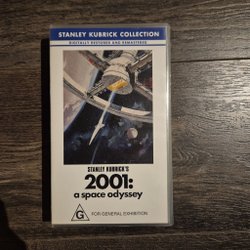 STANLEY KUBRICK COLLECTION
DIGITALLY RESTORED AND REMASTERED
STANLEY KUBRICK'S
2001:
a space odyssey
G
FOR GENERAL EXHIBITION